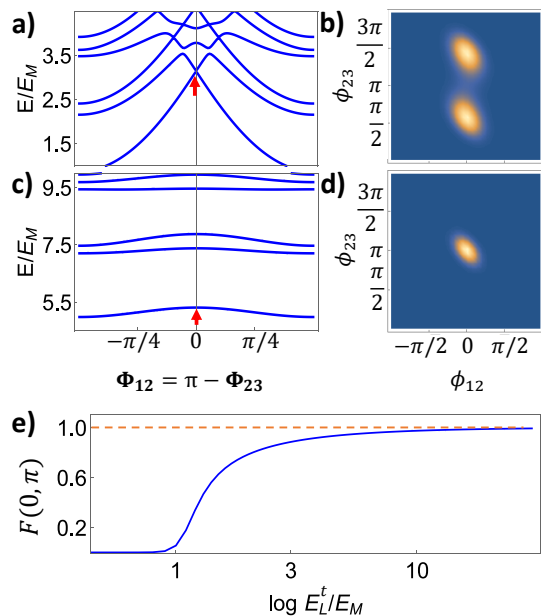 a)
3.5
2.5
1.5
E/E_M
b)
3π/2
π
π/2
ϕ_23
c)
9.5
7.5
5.5
E/E_M
−π/4 0 π/4
Φ_12 = π − Φ_23
d)
3π/2
π
π/2
ϕ_23
−π/2 0 π/2
ϕ_12
e)
1.0
0.6
0.2
F(0, π)
1 3 10
log E_L^t/E_M